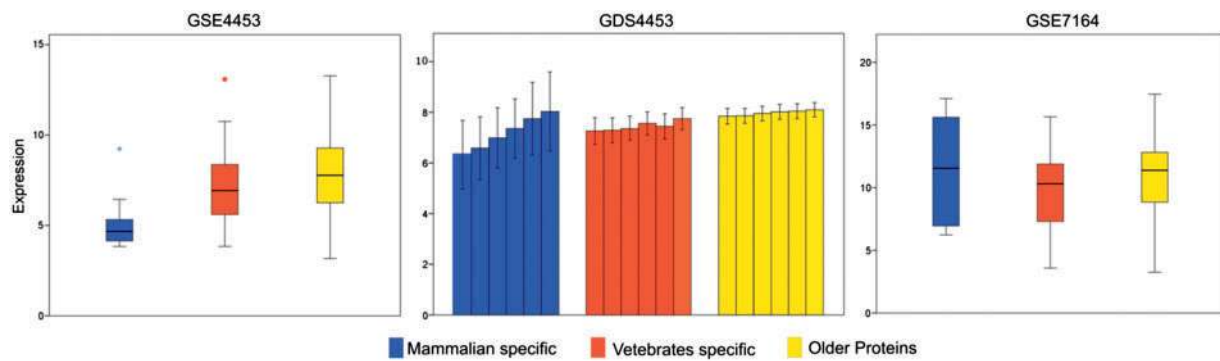 GSE4453
GDS4453
GSE7164
Expression
15
10
5
0
10
8
6
4
2
0
20
15
10
5
0
Mammalian specific
Vetebrates specific
Older Proteins